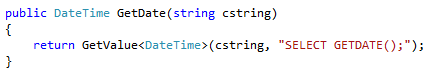 public DateTime GetDate(string cstring)
{
    return GetValue<DateTime>(cstring, "SELECT GETDATE();");
}